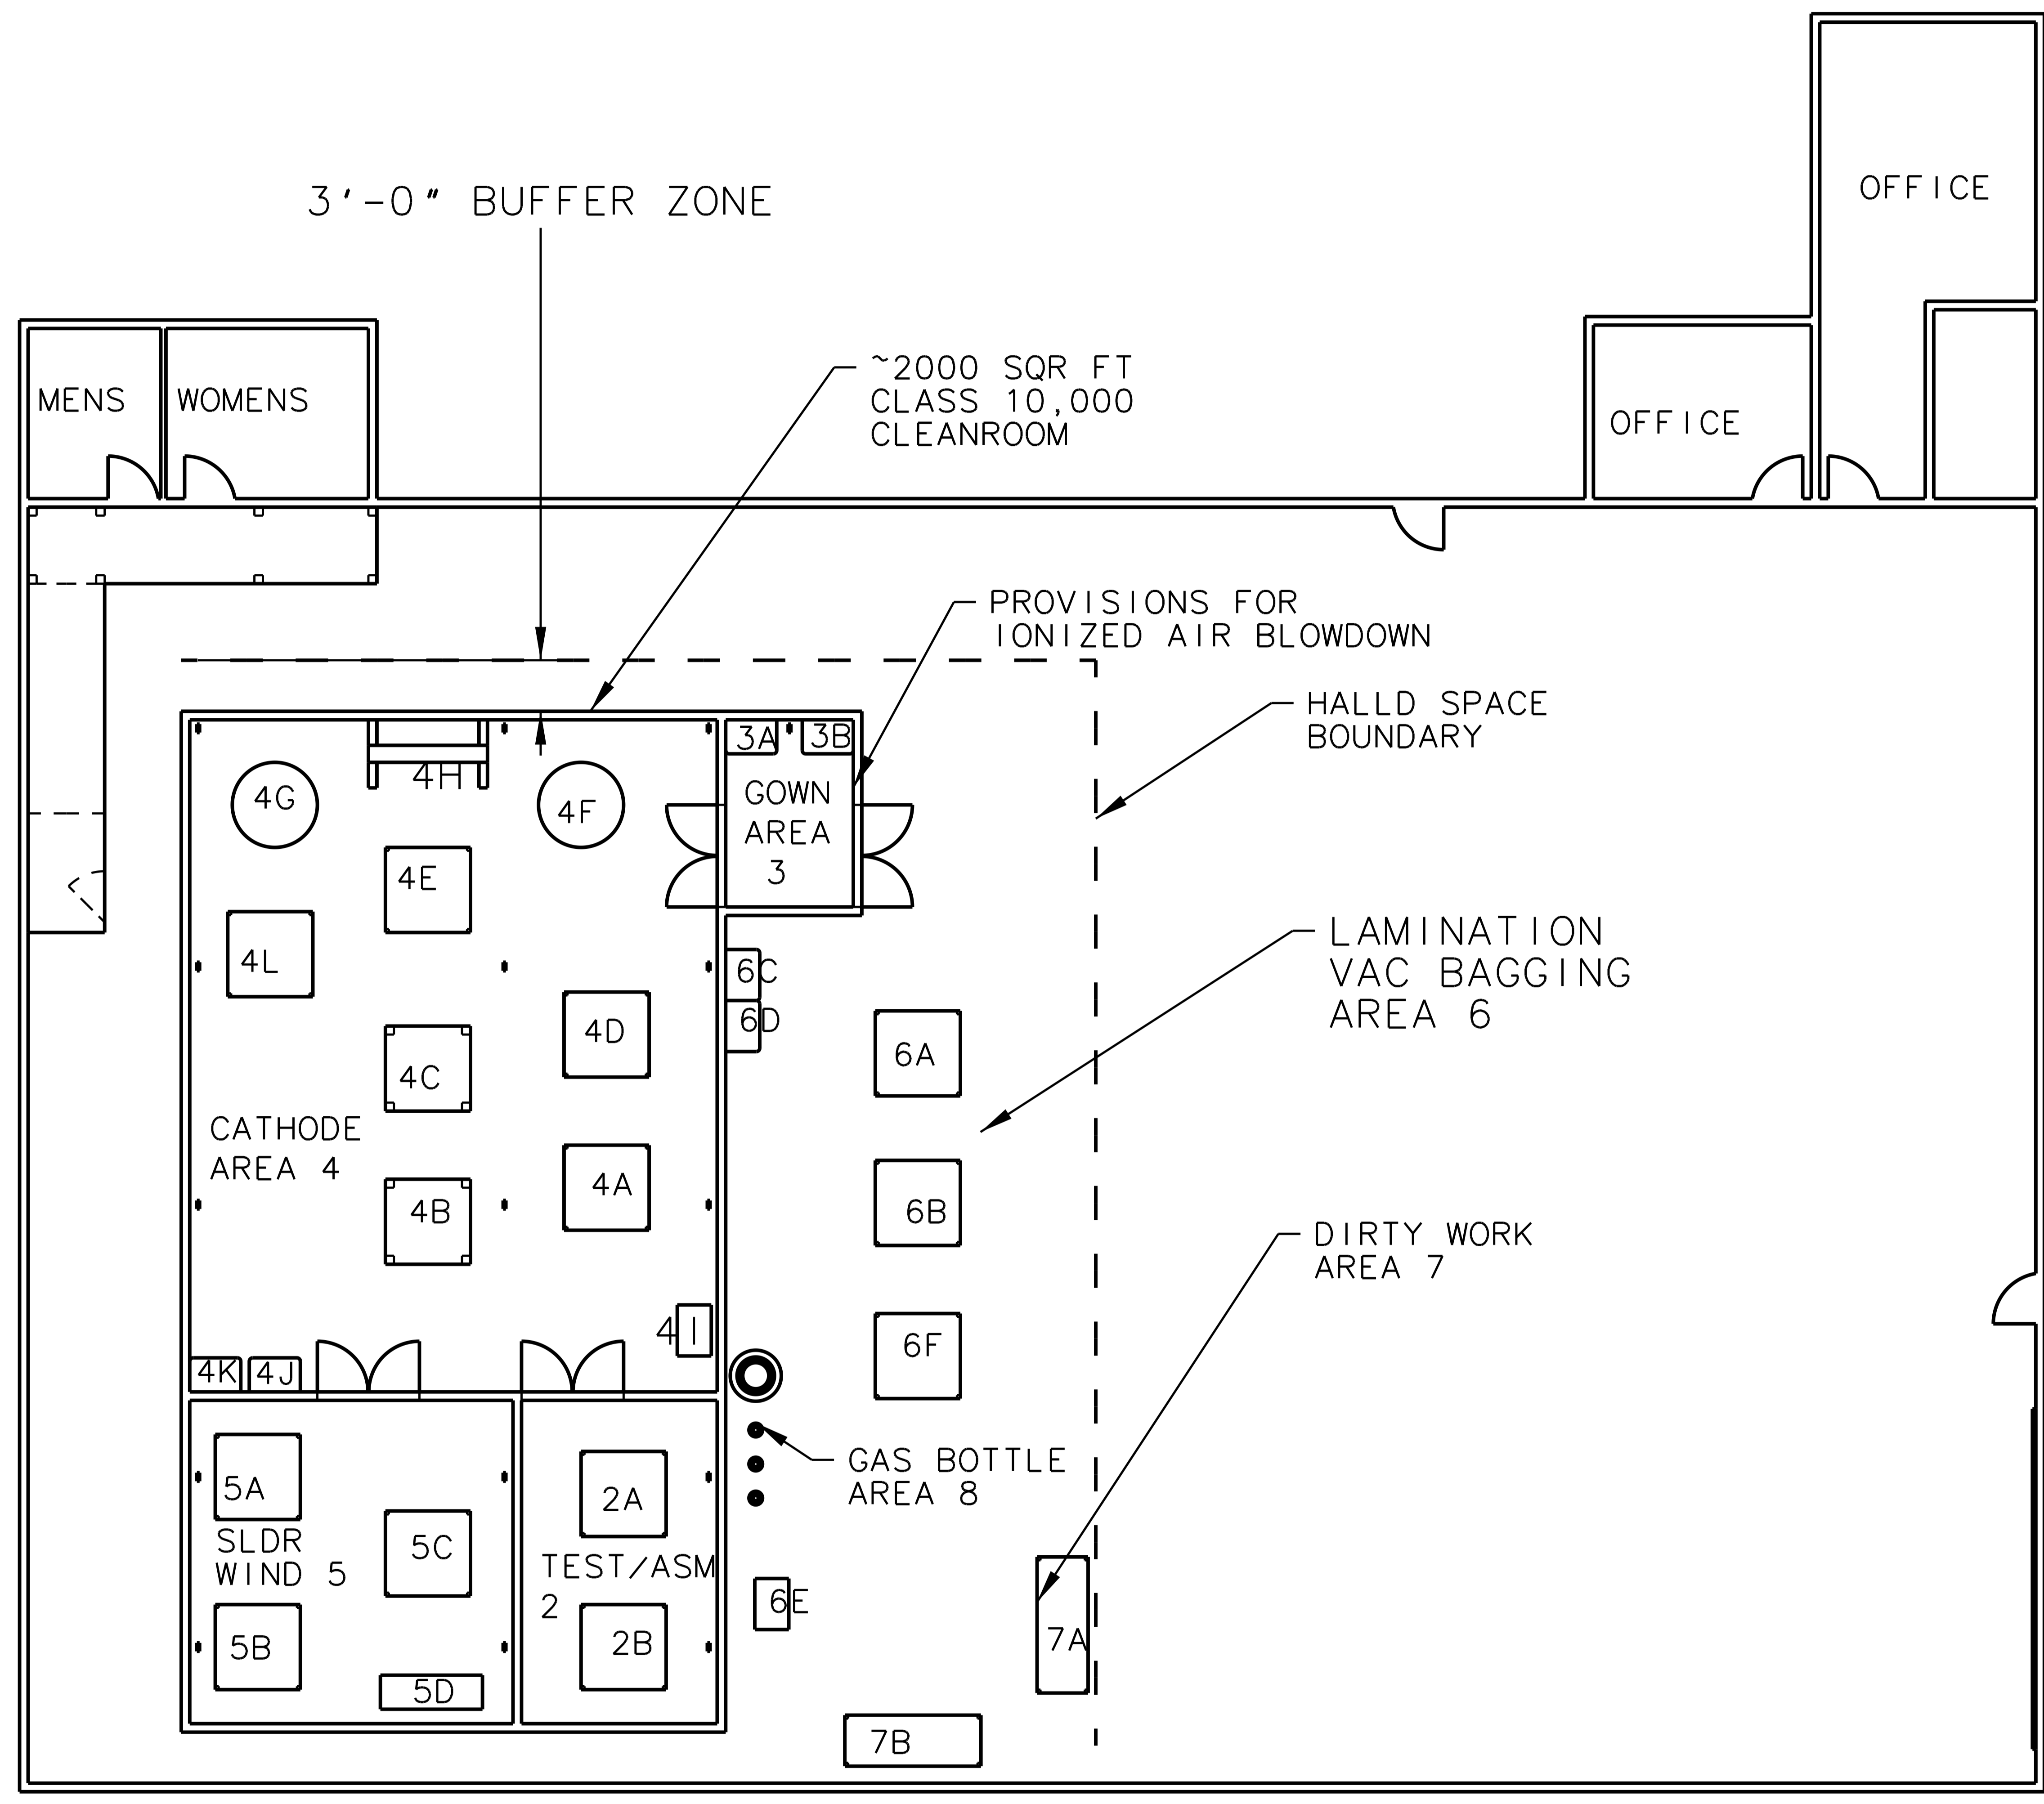 OFFICE
3'-0" BUFFER ZONE
~2000 SQR FT
CLASS 10,000
CLEANROOM
MENS
WOMENS
OFFICE
PROVISIONS FOR
IONIZED AIR BLOWDOWN
HALLD SPACE
BOUNDARY
3A
3B
4H
4G
4F
GOWN
AREA
3
4E
LAMINATION
VAC BAGGING
AREA 6
4L
6C
6D
4D
6A
4C
CATHODE
AREA 4
4A
4B
6B
DIRTY WORK
AREA 7
4I
6F
4K
4J
GAS BOTTLE
AREA 8
5A
2A
SLDR
WIND 5
5C
TEST/ASM
2
6E
5B
2B
7A
5D
7B